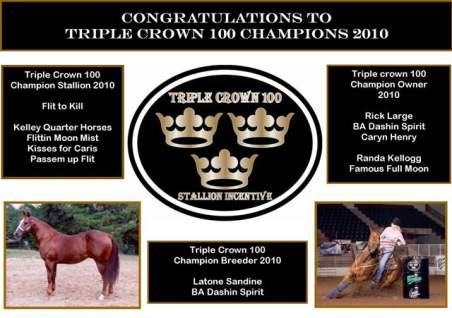 CONGRATULATIONS TO
TRIPLE CROWN 100 CHAMPIONS 2010
Triple Crown 100
Champion Stallion 2010
Flit to Kill
Kelley Quarter Horses
Flittin Moon Mist
Kisses for Caris
Passem up Flit
TRIPLE CROWN 100
STALLION INCENTIVE
Triple crown 100
Champion Owner
2010
Rick Large
BA Dashin Spirit
Caryn Henry
Randa Kellogg
Famous Full Moon
Triple Crown 100
Champion Breeder 2010
Latone Sandine
BA Dashin Spirit